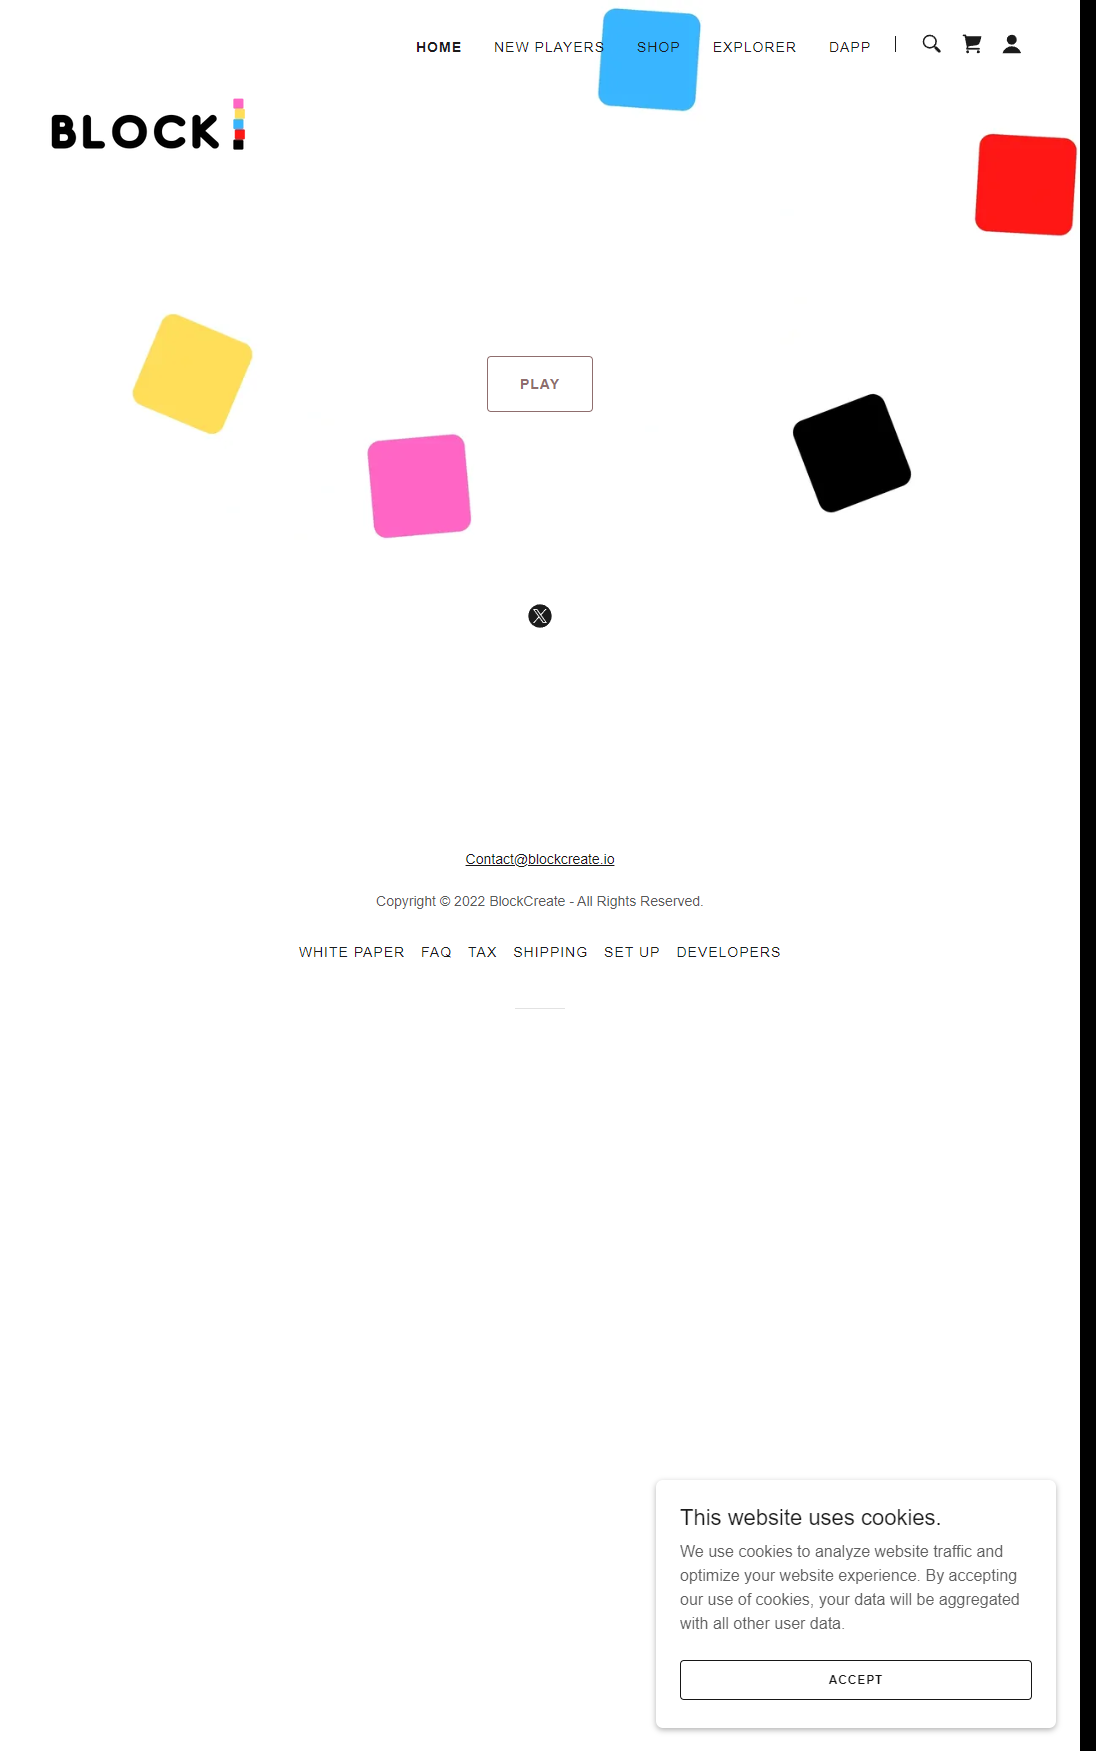 HOME NEW PLAYERS SHOP EXPLORER DAPP
BLOCK
PLAY
Contact@blockcreate.io
Copyright © 2022 BlockCreate - All Rights Reserved.
WHITE PAPER FAQ TAX SHIPPING SET UP DEVELOPERS
This website uses cookies.
We use cookies to analyze website traffic and
optimize your website experience. By accepting
our use of cookies, your data will be aggregated
with all other user data.
ACCEPT